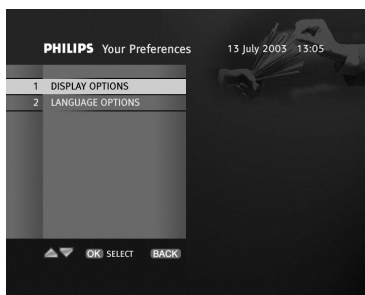 PHILIPS Your Preferences 13 July 2003 13:05
1 DISPLAY OPTIONS
2 LANGUAGE OPTIONS
OK SELECT BACK